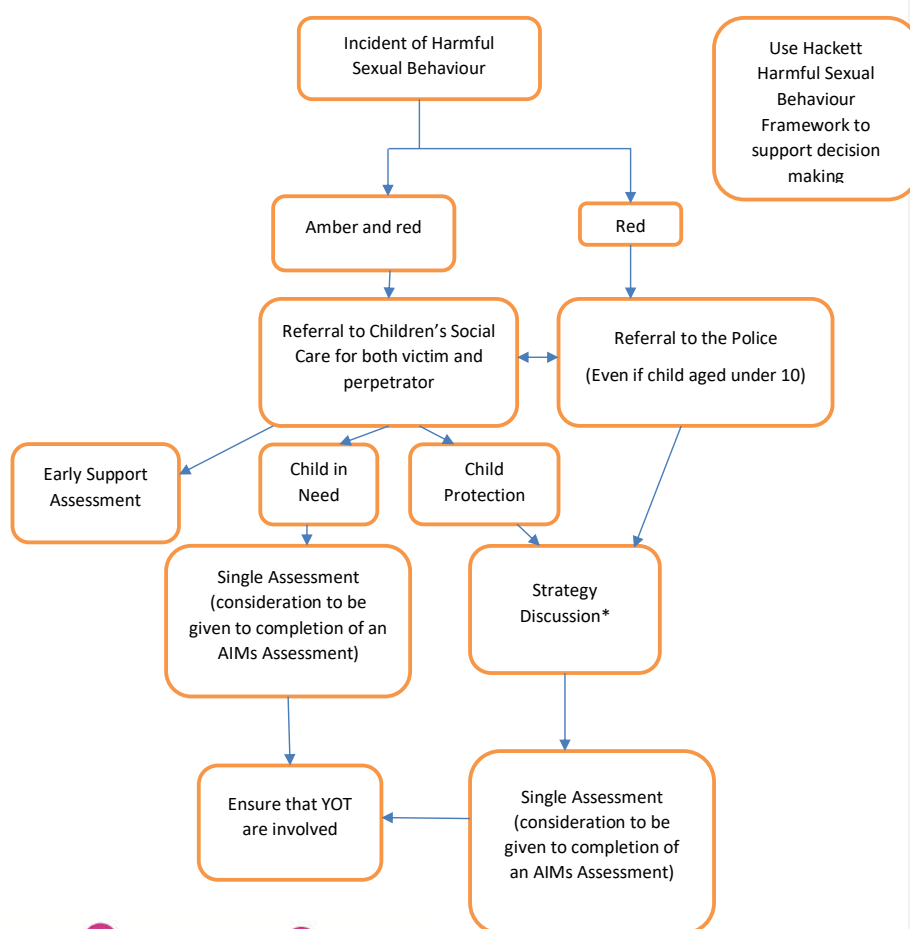 Incident of Harmful
Sexual Behaviour
Use Hackett
Harmful Sexual
Behaviour
Framework to
support decision
making
Amber and red
Red
Referral to Children’s Social
Care for both victim and
perpetrator
Referral to the Police
(Even if child aged under 10)
Early Support
Assessment
Child in
Need
Child
Protection
Single Assessment
(consideration to be
given to completion of an
AIMs Assessment)
Strategy
Discussion*
Ensure that YOT
are involved
Single Assessment
(consideration to be
given to completion of
an AIMs Assessment)